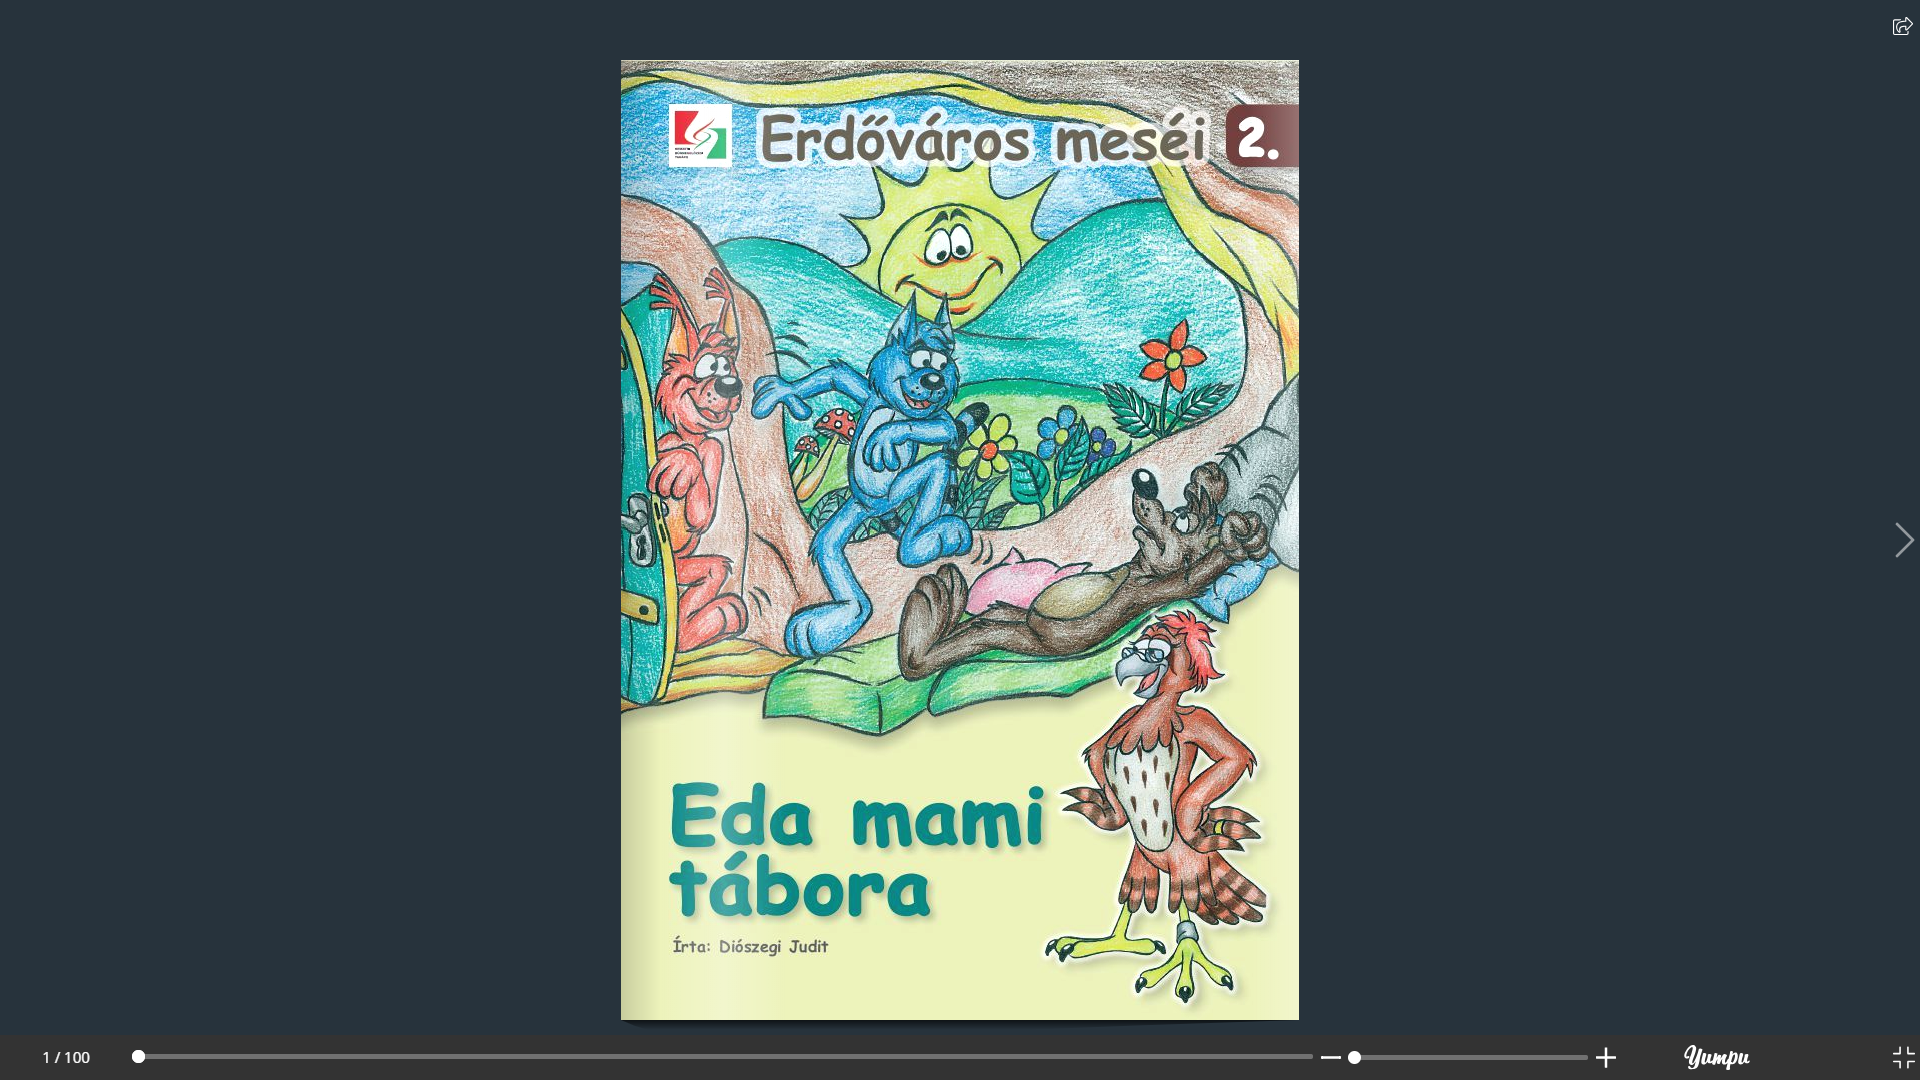 Erdőváros meséi 2.
Eda mami
tábora
Írta: Diószegi Judit
1 / 100
Yumpu